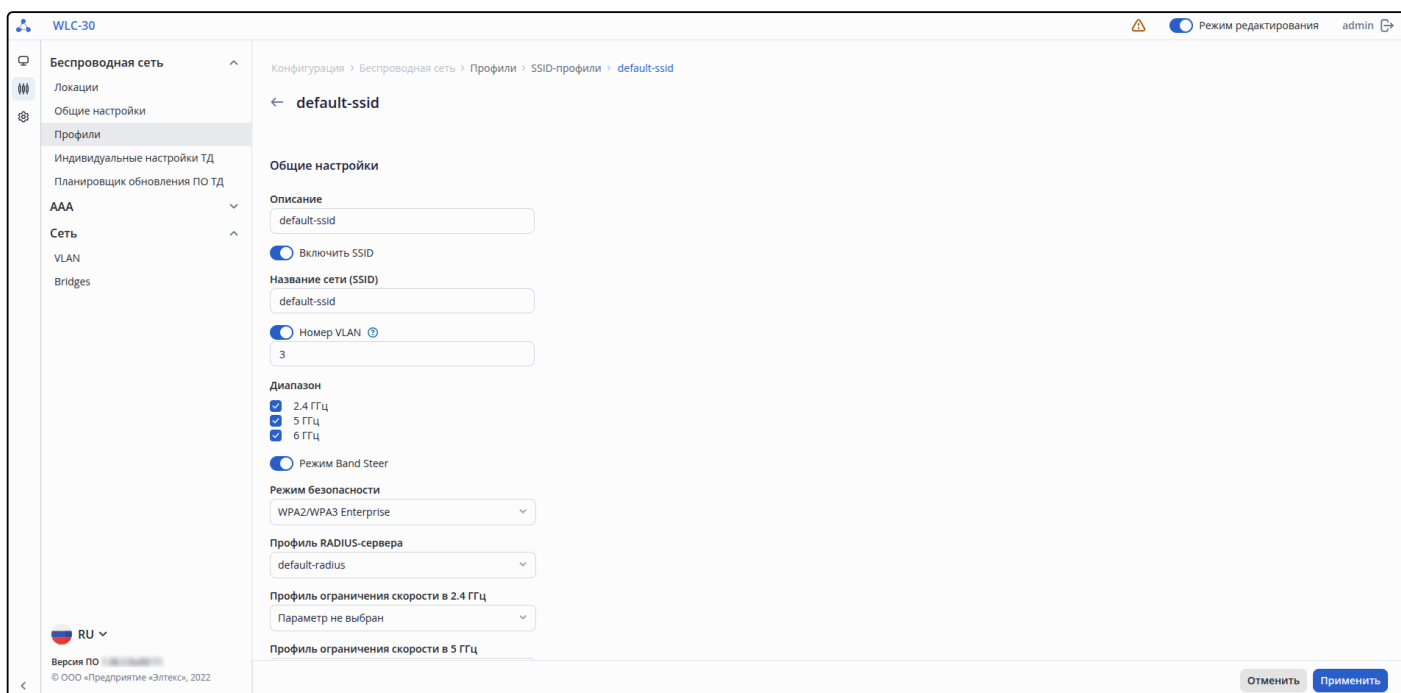 WLC-30
Режим редактирования
admin
Беспроводная сеть
Локации
Общие настройки
Профили
Индивидуальные настройки ТД
Планировщик обновления ПО ТД
AAA
Сеть
VLAN
Bridges
RU
Версия ПО
© ООО «Предприятие «Элтекс», 2022
Конфигурация > Беспроводная сеть > Профили > SSID-профили > default-ssid
← default-ssid
Общие настройки
Описание
default-ssid
Включить SSID
Название сети (SSID)
default-ssid
Номер VLAN
3
Диапазон
2.4 ГГц
5 ГГц
6 ГГц
Режим Band Steer
Режим безопасности
WPA2/WPA3 Enterprise
Профиль RADIUS-сервера
default-radius
Профиль ограничения скорости в 2.4 ГГц
Параметр не выбран
Профиль ограничения скорости в 5 ГГц
Отменить
Применить